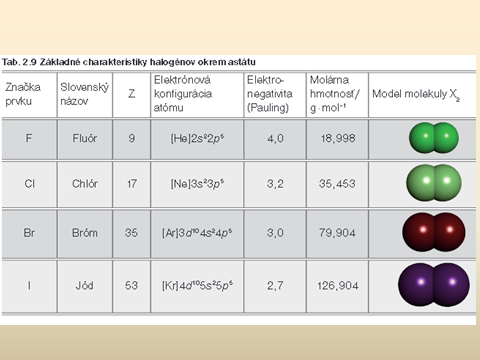 Tab. 2.9 Základné charakteristiky halogénov okrem astátu
Značka prvku | Slovenský názov | Z | Elektrónová konfigurácia atómu | Elektro-negativita (Pauling) | Molárna hmotnosť/ g · mol⁻¹ | Model molekuly X₂
F | Fluór | 9 | [He]2s²2p⁵ | 4,0 | 18,998
Cl | Chlór | 17 | [Ne]3s²3p⁵ | 3,2 | 35,453
Br | Bróm | 35 | [Ar]3d¹⁰4s²4p⁵ | 3,0 | 79,904
I | Jód | 53 | [Kr]4d¹⁰5s²5p⁵ | 2,7 | 126,904